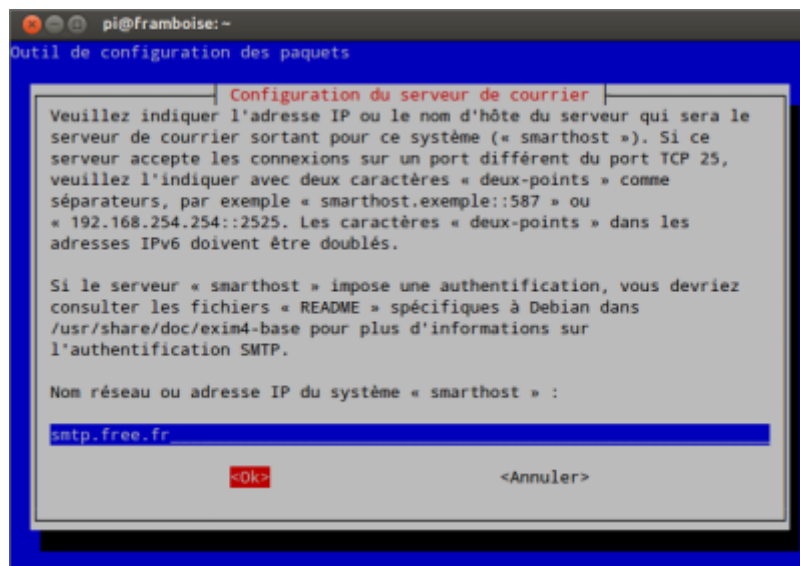 pi@framboise: ~
Outil de configuration des paquets
Configuration du serveur de courrier
Veuillez indiquer l'adresse IP ou le nom d'hôte du serveur qui sera le
serveur de courrier sortant pour ce système (« smarthost »). Si ce
serveur accepte les connexions sur un port différent du port TCP 25,
veuillez l'indiquer avec deux caractères « deux-points » comme
séparateurs, par exemple « smarthost.exemple::587 » ou
« 192.168.254.254::2525. Les caractères « deux-points » dans les
adresses IPv6 doivent être doublés.
Si le serveur « smarthost » impose une authentification, vous devriez
consulter les fichiers « README » spécifiques à Debian dans
/usr/share/doc/exim4-base pour plus d'informations sur
l'authentification SMTP.
Nom réseau ou adresse IP du système « smarthost » :
smtp.free.fr
<Ok> <Annuler>